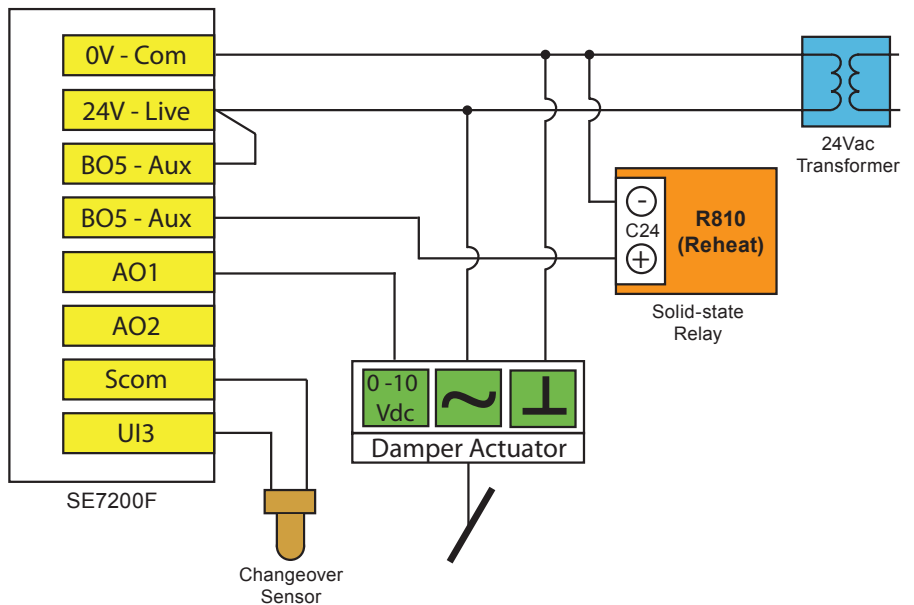 0V - Com
24V - Live
BO5 - Aux
BO5 - Aux
AO1
AO2
Scom
UI3
SE7200F
Changeover
Sensor
0 -10
Vdc
Damper Actuator
-
C24
+
R810
(Reheat)
Solid-state
Relay
24Vac
Transformer